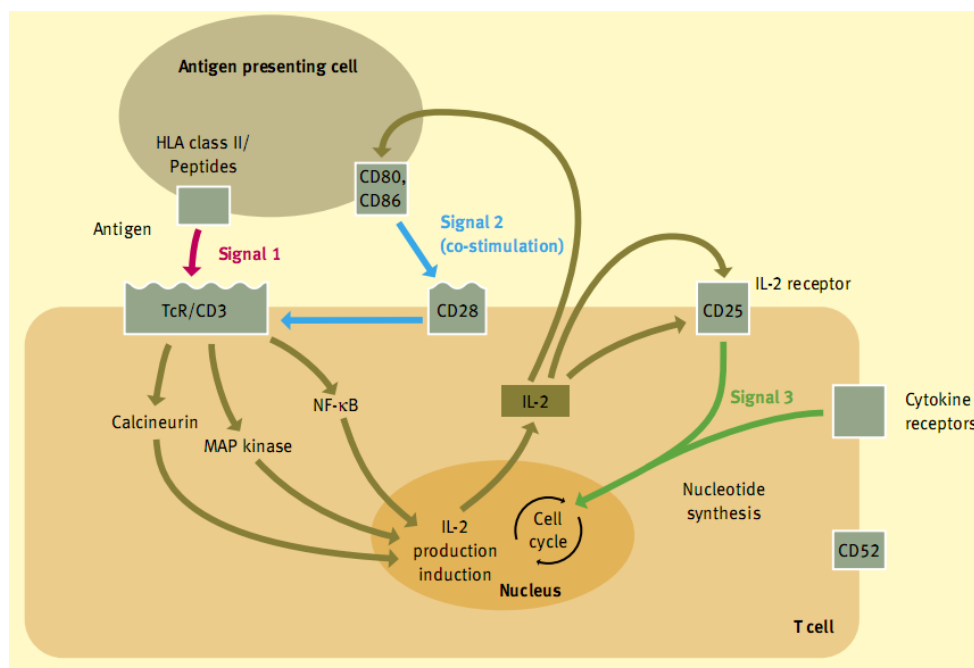 Antigen presenting cell
HLA class II/
Peptides
CD80,
CD86
Antigen
Signal 1
Signal 2
(co-stimulation)
IL-2 receptor
TcR/CD3
CD28
CD25
Calcineurin
MAP kinase
NF-κB
IL-2
Signal 3
Cytokine
receptors
Nucleotide
synthesis
IL-2
production
induction
Cell
cycle
Nucleus
CD52
T cell